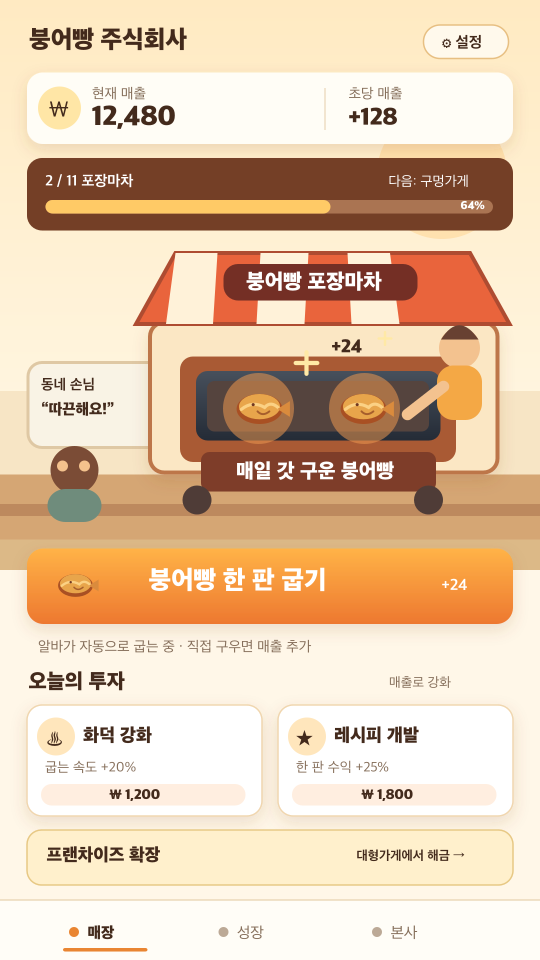 붕어빵 주식회사
⚙ 설정
현재 매출
₩ 12,480
초당 매출
+128
2 / 11 포장마차
다음: 구멍가게
64%
붕어빵 포장마차
+24
동네 손님
“따끈해요!”
매일 갓 구운 붕어빵
붕어빵 한 판 굽기
+24
알바가 자동으로 굽는 중 · 직접 구우면 매출 추가
오늘의 투자
매출로 강화
♨ 화덕 강화
굽는 속도 +20%
₩ 1,200
★ 레시피 개발
한 판 수익 +25%
₩ 1,800
프랜차이즈 확장
대형가게에서 해금 →
매장
성장
본사